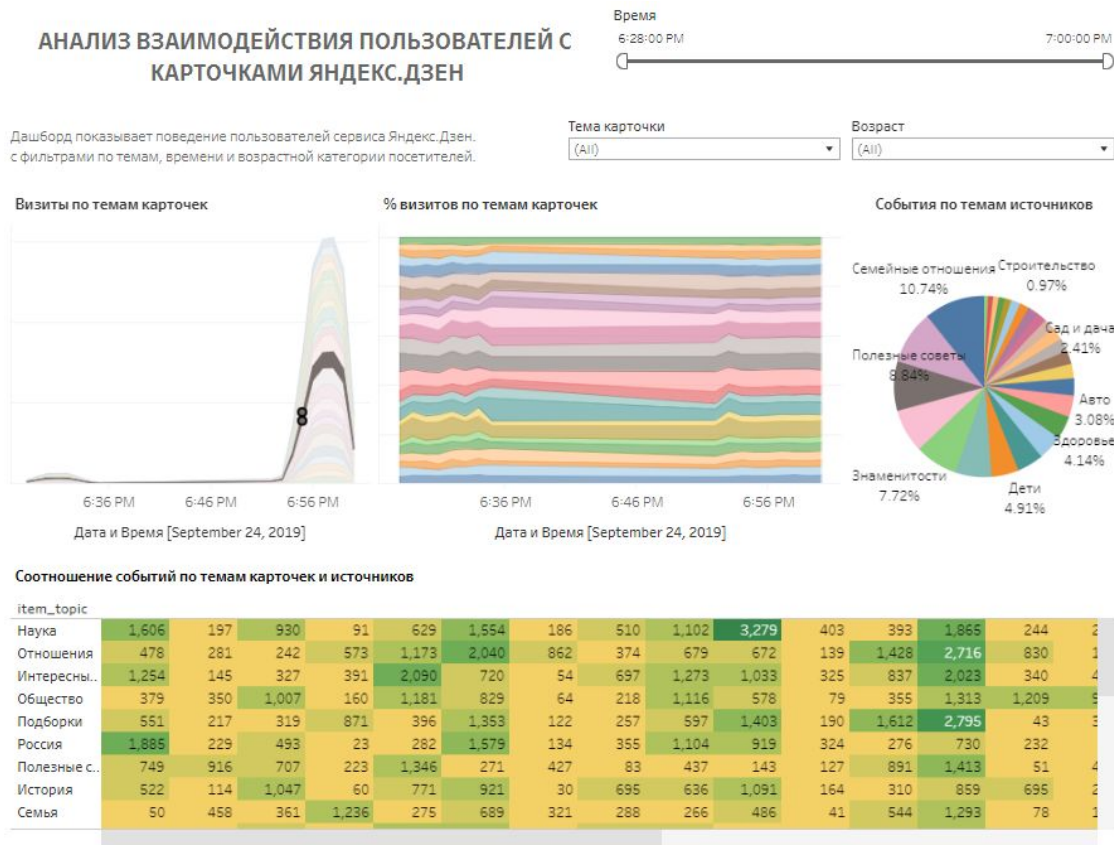 АНАЛИЗ ВЗАИМОДЕЙСТВИЯ ПОЛЬЗОВАТЕЛЕЙ С
КАРТОЧКАМИ ЯНДЕКС.ДЗЕН
Время
6:28:00 PM 7:00:00 PM
Дашборд показывает поведение пользователей сервиса Яндекс.Дзен.
с фильтрами по темам, времени и возрастной категории посетителей.
Тема карточки
(All)
Возраст
(All)
Визиты по темам карточек
6:36 PM 6:46 PM 6:56 PM
Дата и Время [September 24, 2019]
% визитов по темам карточек
6:36 PM 6:46 PM 6:56 PM
Дата и Время [September 24, 2019]
События по темам источников
Семейные отношения
10.74%
Строительство
0.97%
Сад и дача
2.41%
Полезные советы
8.84%
Авто
3.08%
Здоровье
4.14%
Знаменитости
7.72%
Дети
4.91%
Соотношение событий по темам карточек и источников
item_topic
Наука 1,606 197 930 91 629 1,554 186 510 1,102 3,279 403 393 1,865 244
Отношения 478 281 242 573 1,173 2,040 862 374 679 672 139 1,428 2,716 830
Интересны.. 1,254 145 327 391 2,090 720 54 697 1,273 1,033 325 837 2,023 340
Общество 379 350 1,007 160 1,181 829 64 218 1,116 578 79 355 1,313 1,209
Подборки 551 217 319 871 396 1,353 122 257 597 1,403 190 1,612 2,795 43
Россия 1,885 229 493 23 282 1,579 134 355 1,104 919 324 276 730 232
Полезные с.. 749 916 707 223 1,346 271 427 83 437 143 127 891 1,413 51
История 522 114 1,047 60 771 921 30 695 636 1,091 164 310 859 695
Семья 50 458 361 1,236 275 689 321 288 266 486 41 544 1,293 78